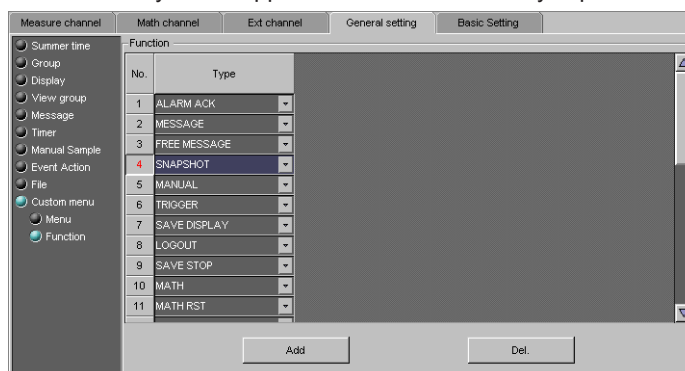 Measure channel Math channel Ext channel General setting Basic Setting
Summer time
Group
Display
View group
Message
Timer
Manual Sample
Event Action
File
Custom menu
Menu
Function
Function
No. Type
1 ALARM ACK
2 MESSAGE
3 FREE MESSAGE
4 SNAPSHOT
5 MANUAL
6 TRIGGER
7 SAVE DISPLAY
8 LOGOUT
9 SAVE STOP
10 MATH
11 MATH RST
Add Del.